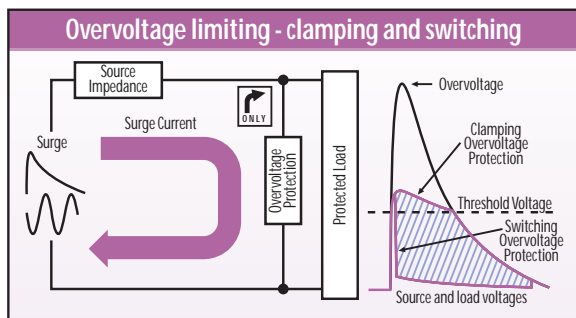 Overvoltage limiting - clamping and switching
Source
Impedance
Surge
Surge Current
ONLY
Overvoltage
Protection
Protected Load
Overvoltage
Clamping
Overvoltage
Protection
Threshold Voltage
Switching
Overvoltage
Protection
Source and load voltages